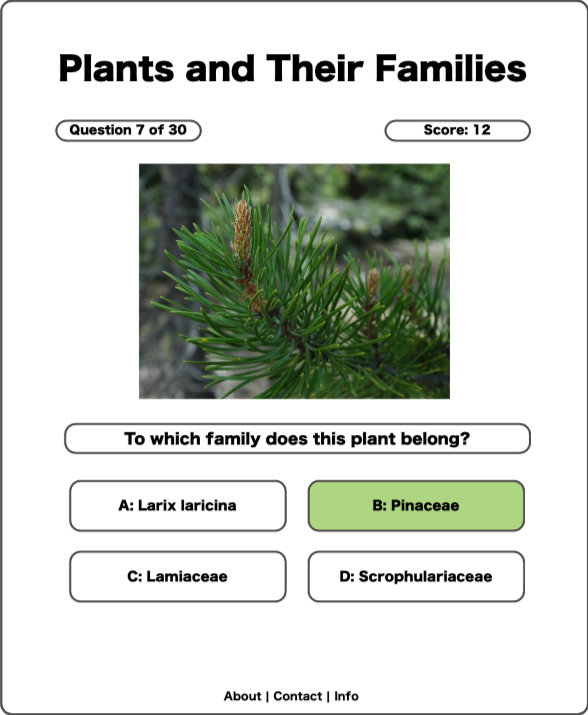 Plants and Their Families
Question 7 of 30
Score: 12
To which family does this plant belong?
A: Larix laricina
B: Pinaceae
C: Lamiaceae
D: Scrophulariaceae
About | Contact | Info